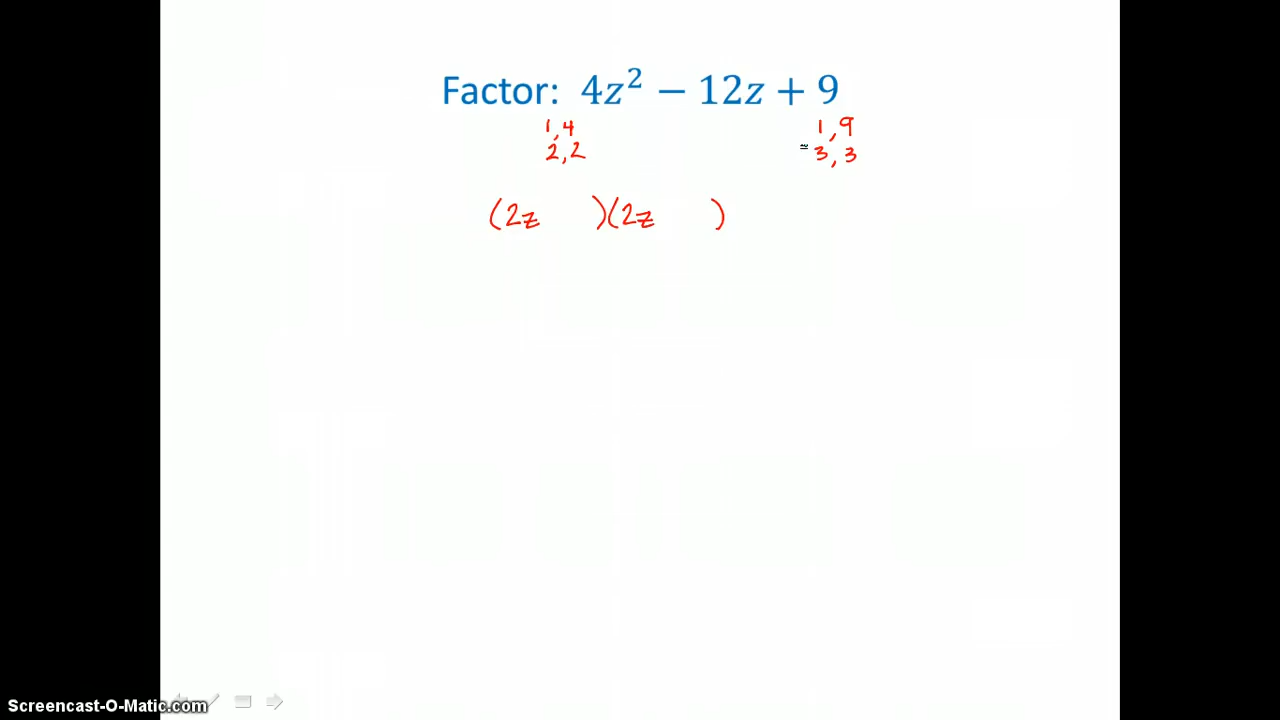 Factor: 4z² − 12z + 9
1,4 1,9
2,2 3,3
(2z )(2z )
Screencast-O-Matic.com